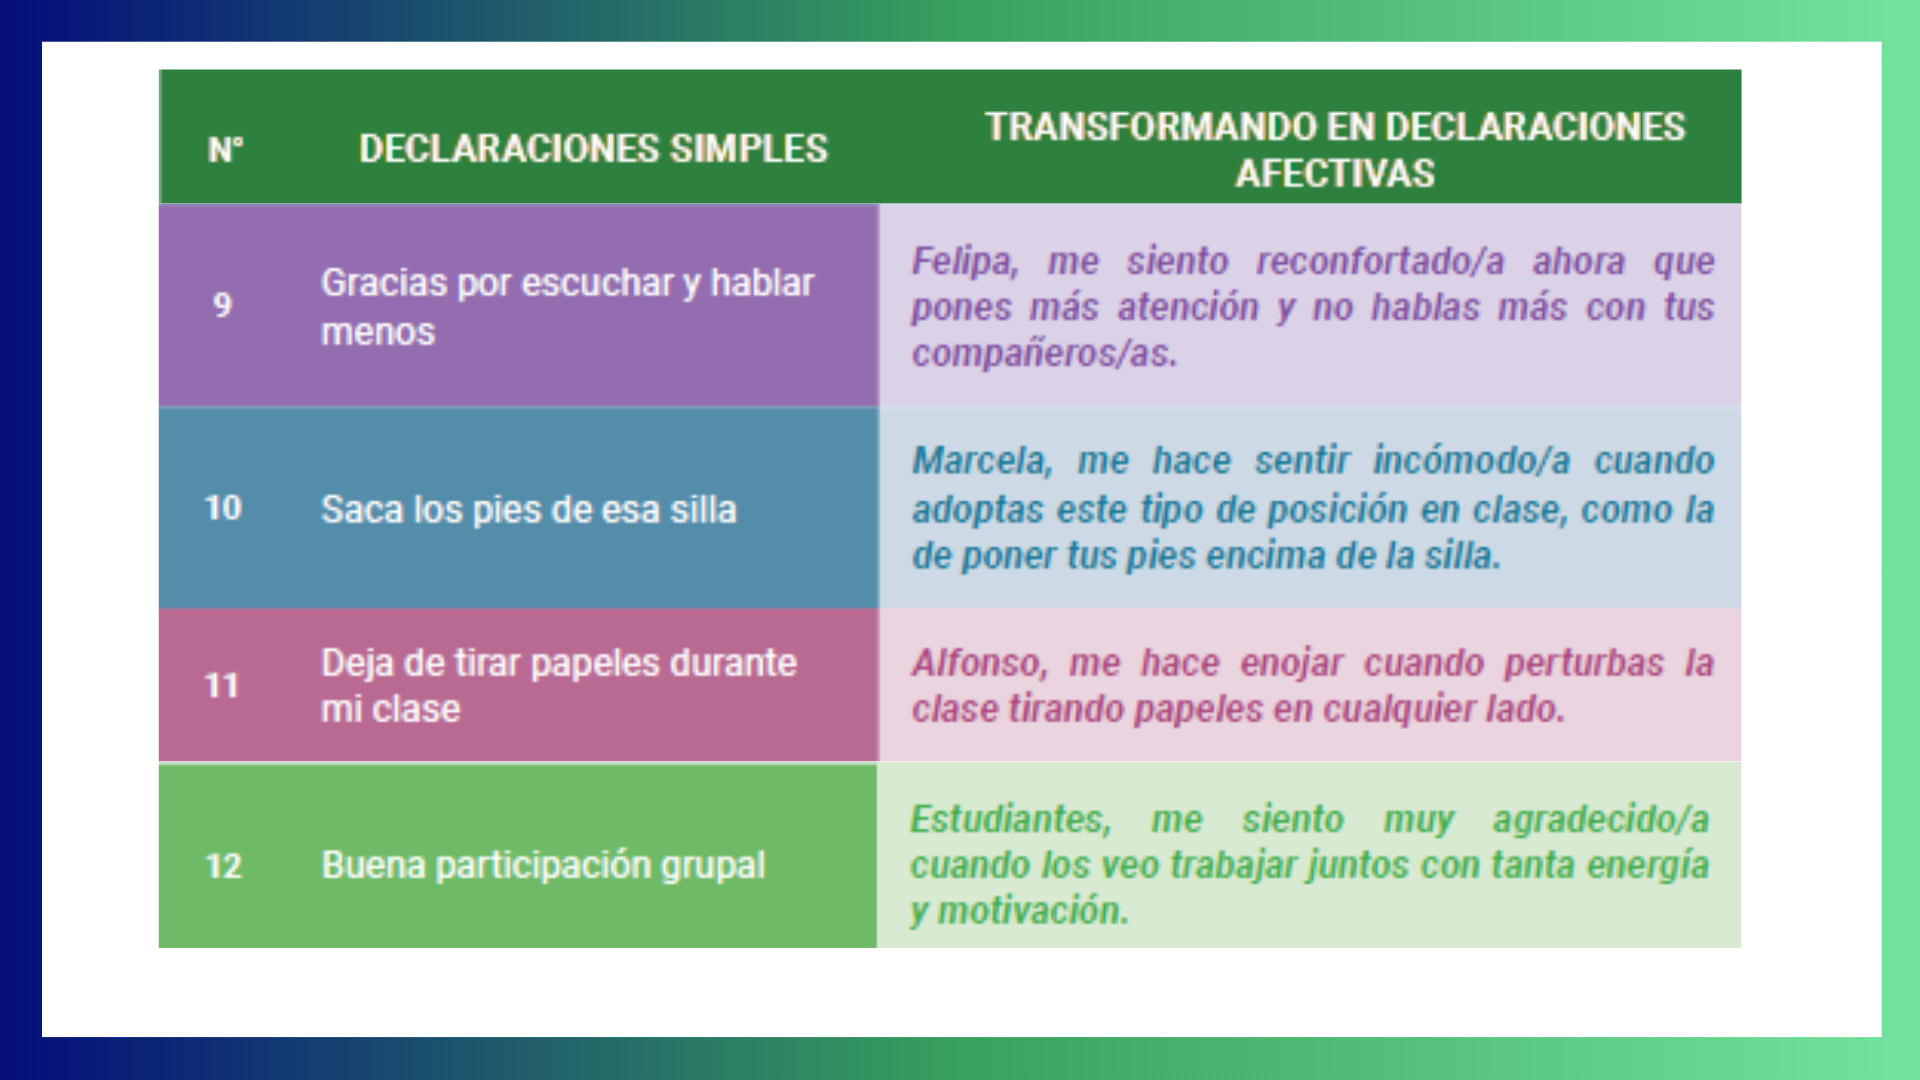 N°
DECLARACIONES SIMPLES
TRANSFORMANDO EN DECLARACIONES
AFECTIVAS
9
Gracias por escuchar y hablar
menos
Felipa, me siento reconfortado/a ahora que
pones más atención y no hablas más con tus
compañeros/as.
10
Saca los pies de esa silla
Marcela, me hace sentir incómodo/a cuando
adoptas este tipo de posición en clase, como la
de poner tus pies encima de la silla.
11
Deja de tirar papeles durante
mi clase
Alfonso, me hace enojar cuando perturbas la
clase tirando papeles en cualquier lado.
12
Buena participación grupal
Estudiantes, me siento muy agradecido/a
cuando los veo trabajar juntos con tanta energía
y motivación.